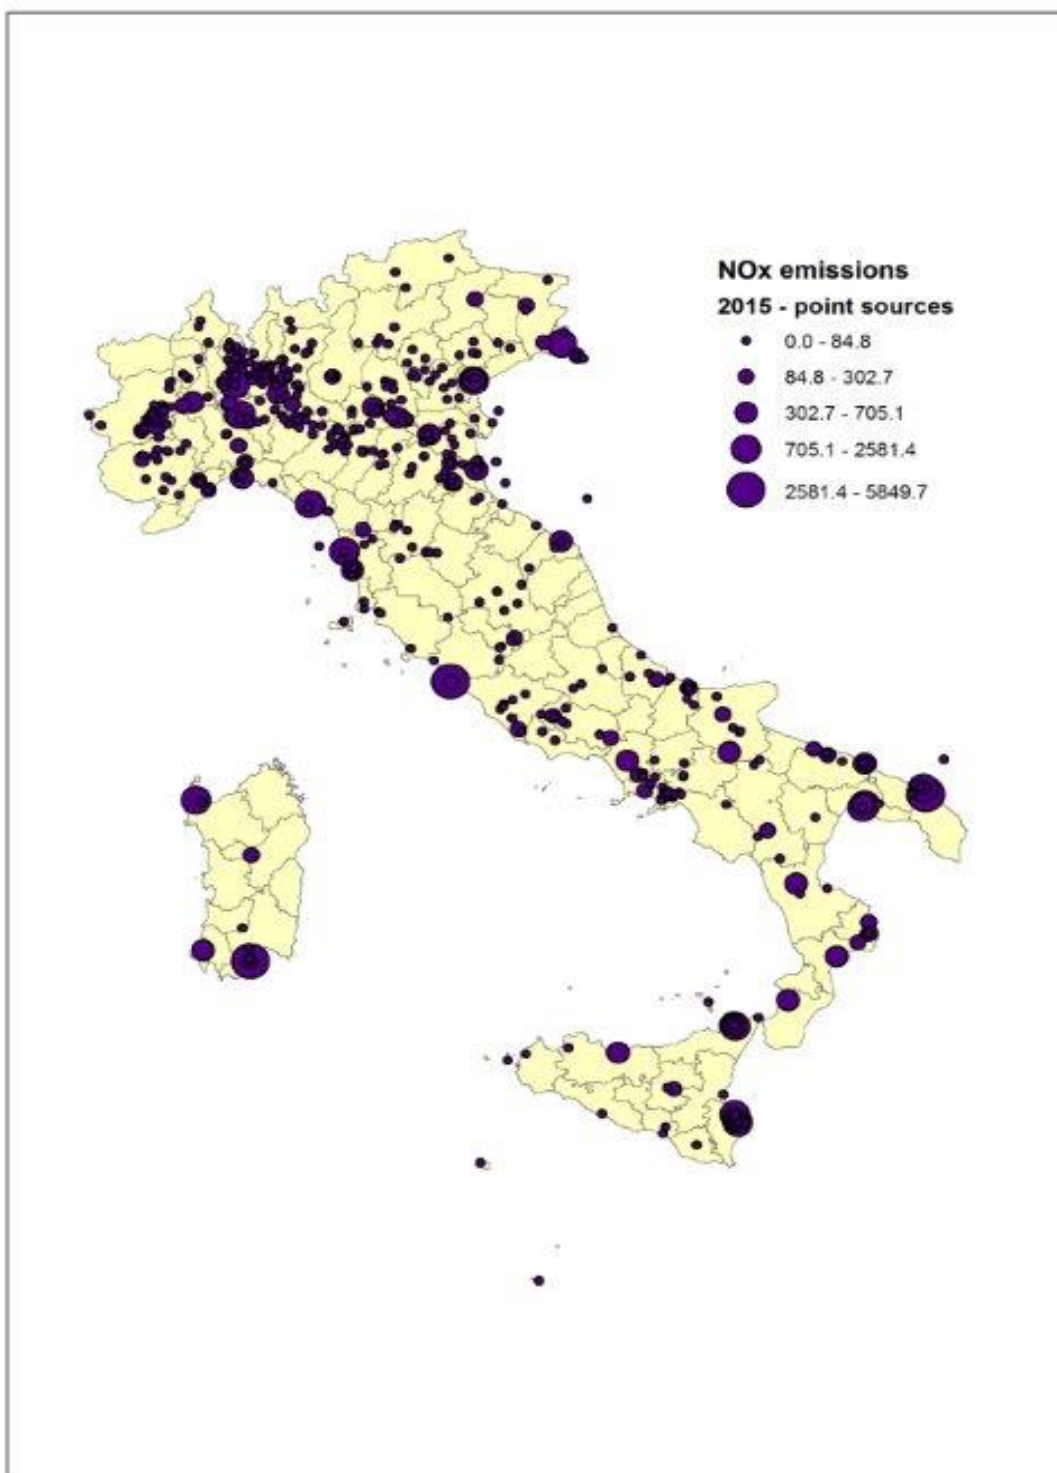 NOx emissions
2015 - point sources
0.0 - 84.8
84.8 - 302.7
302.7 - 705.1
705.1 - 2581.4
2581.4 - 5849.7